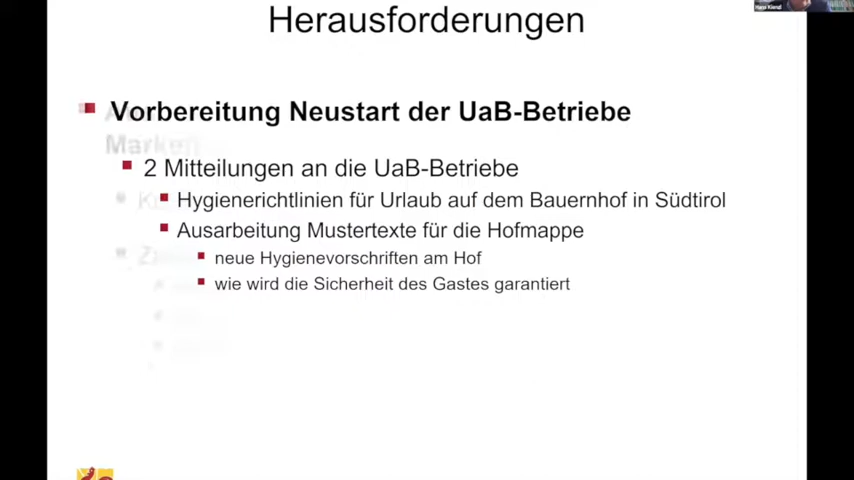 Herausforderungen
Vorbereitung Neustart der UaB-Betriebe
2 Mitteilungen an die UaB-Betriebe
Hygienerichtlinien für Urlaub auf dem Bauernhof in Südtirol
Ausarbeitung Mustertexte für die Hofmappe
neue Hygienevorschriften am Hof
wie wird die Sicherheit des Gastes garantiert